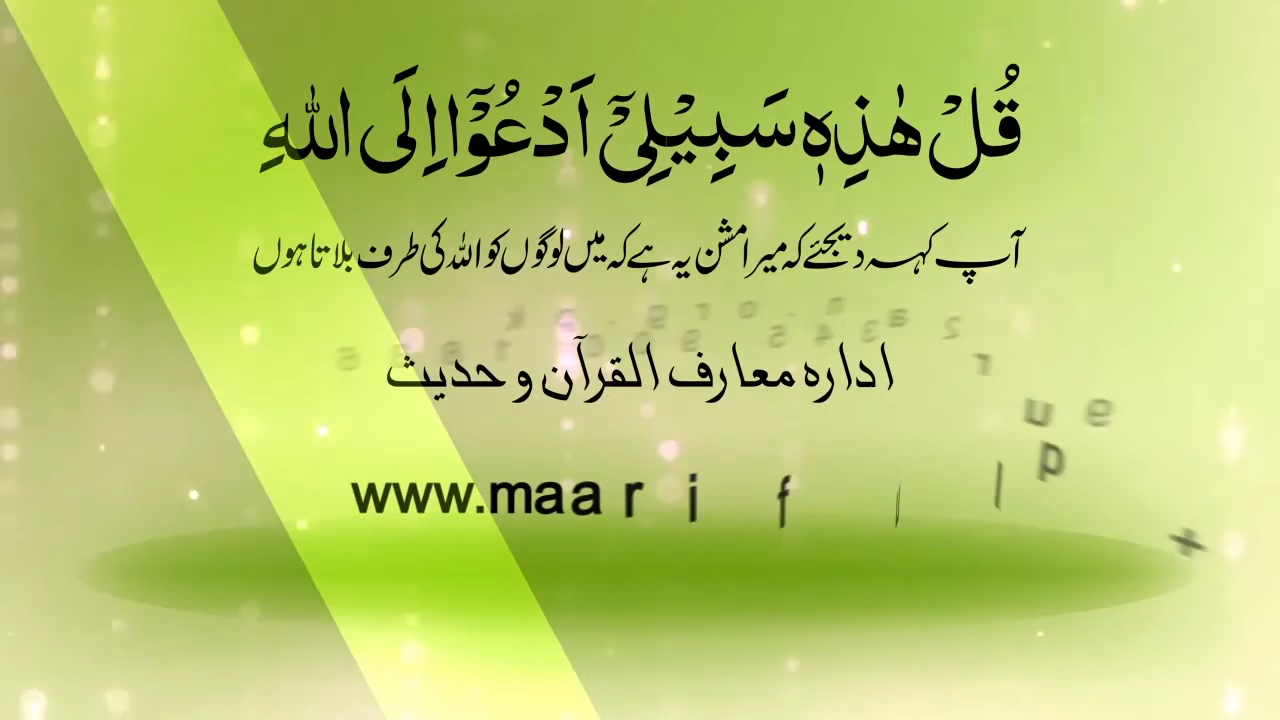 قُلْ هٰذِهٖ سَبِيْلِيْۤ اَدْعُوْۤا اِلَى اللّٰهِ
آپ کہہ دیجئے کہ میرا مشن یہ ہے کہ میں لوگوں کو اللہ کی طرف بلاتا ہوں
ادارہ معارف القرآن و حدیث
www.maarif